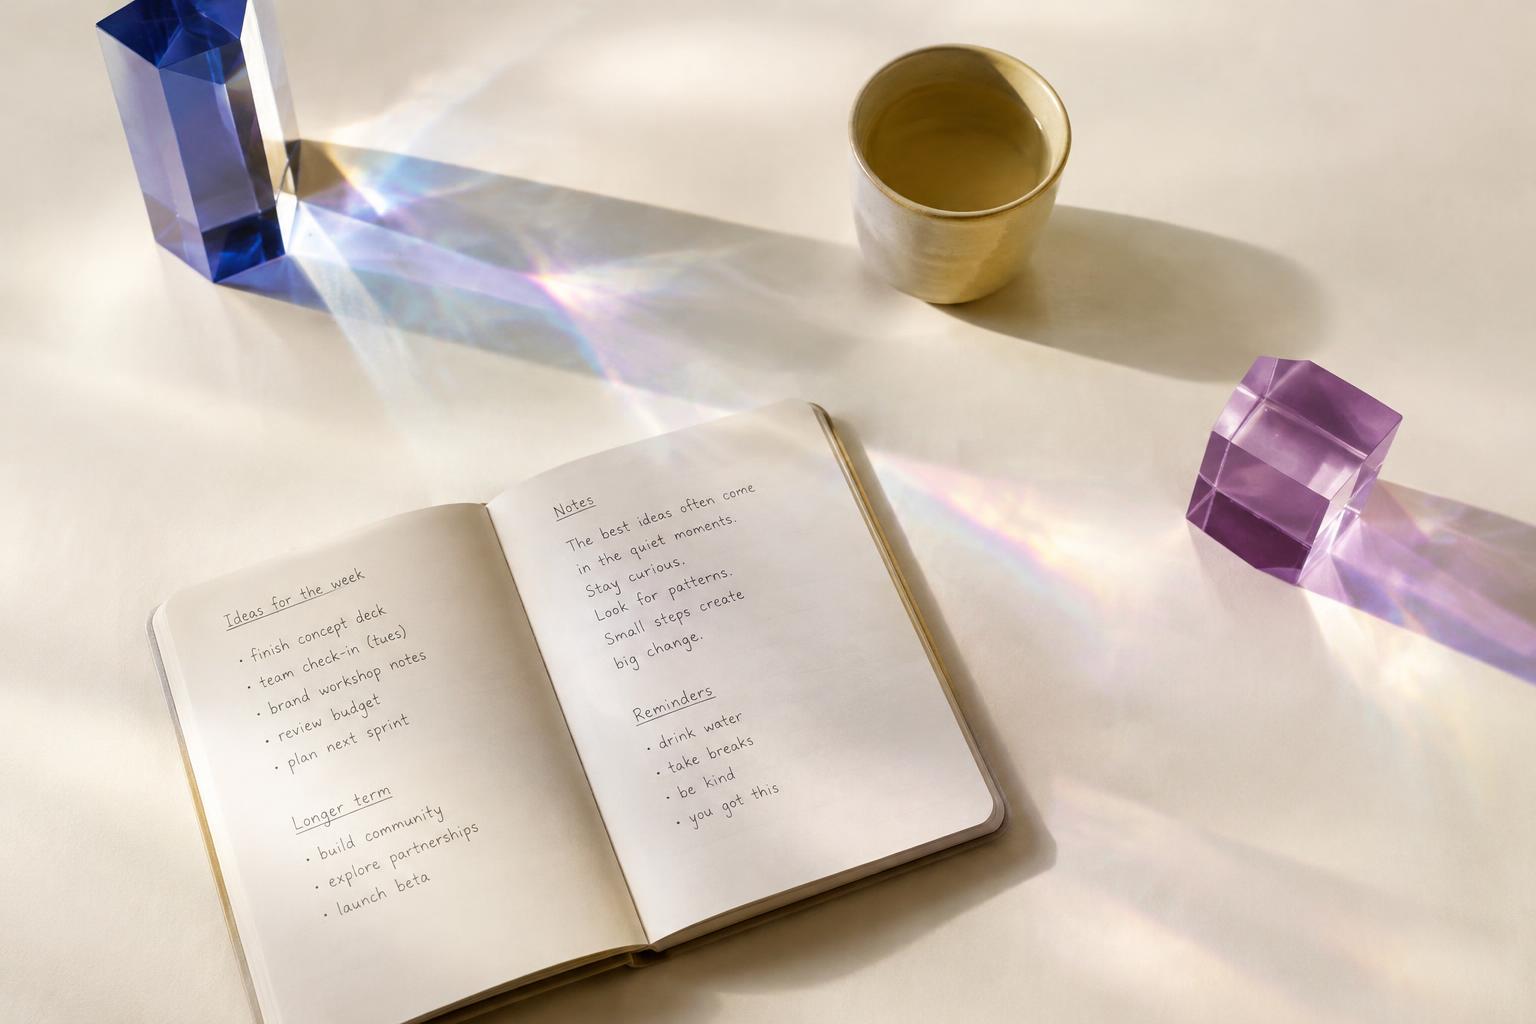 Ideas for the week
• finish concept deck
• team check-in (tues)
• brand workshop notes
• review budget
• plan next sprint
Longer term
• build community
• explore partnerships
• launch beta
Notes
The best ideas often come
in the quiet moments.
Stay curious.
Look for patterns.
Small steps create
big change.
Reminders
• drink water
• take breaks
• be kind
• you got this